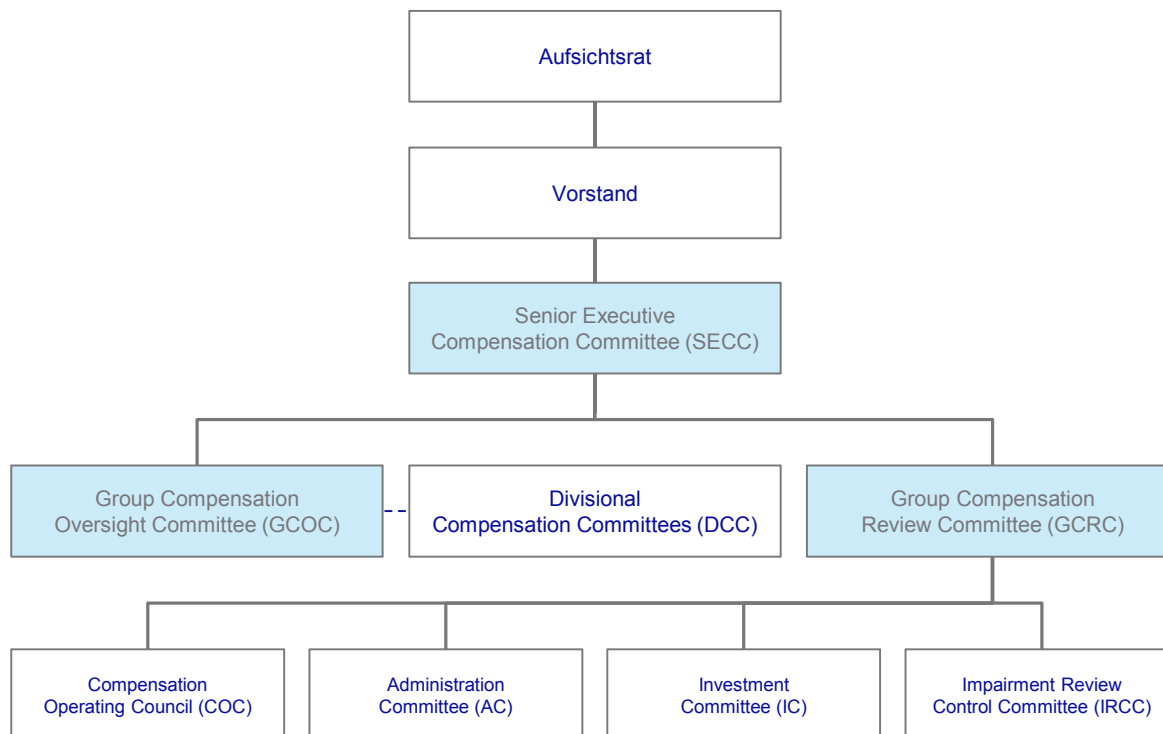 Aufsichtsrat
Vorstand
Senior Executive
Compensation Committee (SECC)
Group Compensation
Oversight Committee (GCOC)
Divisional
Compensation Committees (DCC)
Group Compensation
Review Committee (GCRC)
Compensation
Operating Council (COC)
Administration
Committee (AC)
Investment
Committee (IC)
Impairment Review
Control Committee (IRCC)